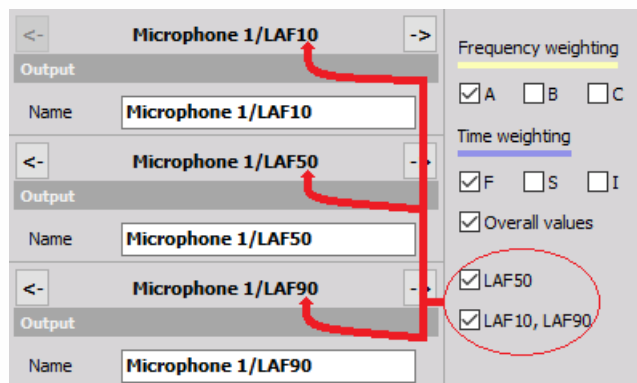 <- Microphone 1/LAF10 ->
Output
Name Microphone 1/LAF10
<- Microphone 1/LAF50 ->
Output
Name Microphone 1/LAF50
<- Microphone 1/LAF90 ->
Output
Name Microphone 1/LAF90
Frequency weighting
A B C
Time weighting
F S I
Overall values
LAF50
LAF10, LAF90